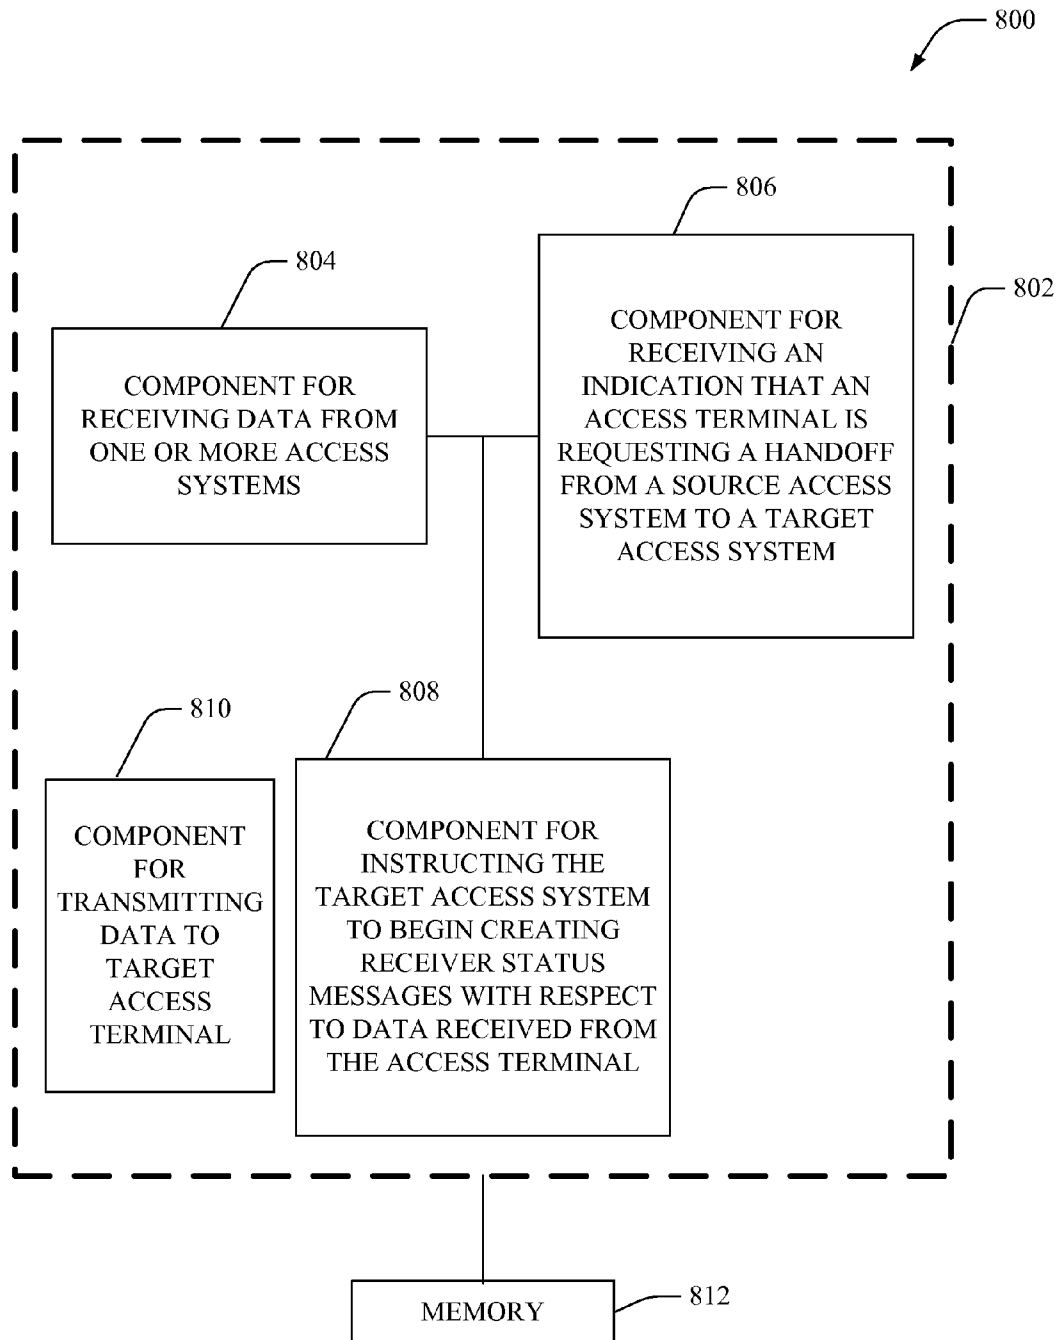 800
806
804
802
COMPONENT FOR
RECEIVING DATA FROM
ONE OR MORE ACCESS
SYSTEMS
COMPONENT FOR
RECEIVING AN
INDICATION THAT AN
ACCESS TERMINAL IS
REQUESTING A HANDOFF
FROM A SOURCE ACCESS
SYSTEM TO A TARGET
ACCESS SYSTEM
810
808
COMPONENT
FOR
TRANSMITTING
DATA TO
TARGET
ACCESS
TERMINAL
COMPONENT FOR
INSTRUCTING THE
TARGET ACCESS SYSTEM
TO BEGIN CREATING
RECEIVER STATUS
MESSAGES WITH RESPECT
TO DATA RECEIVED FROM
THE ACCESS TERMINAL
MEMORY
812